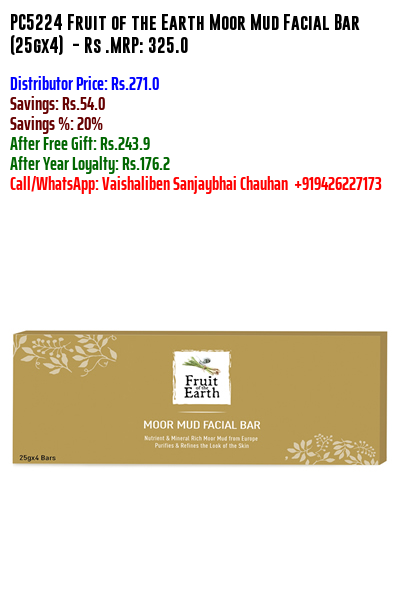 PC5224 Fruit of the Earth Moor Mud Facial Bar
(25gx4) - Rs .MRP: 325.0
Distributor Price: Rs.271.0
Savings: Rs.54.0
Savings %: 20%
After Free Gift: Rs.243.9
After Year Loyalty: Rs.176.2
Call/WhatsApp: Vaishaliben Sanjaybhai Chauhan +919426227173
Fruit
of the
Earth
MOOR MUD FACIAL BAR
Nutrient & Mineral Rich Moor Mud from Europe
Purifies & Refines the Look of the Skin
25gx4 Bars